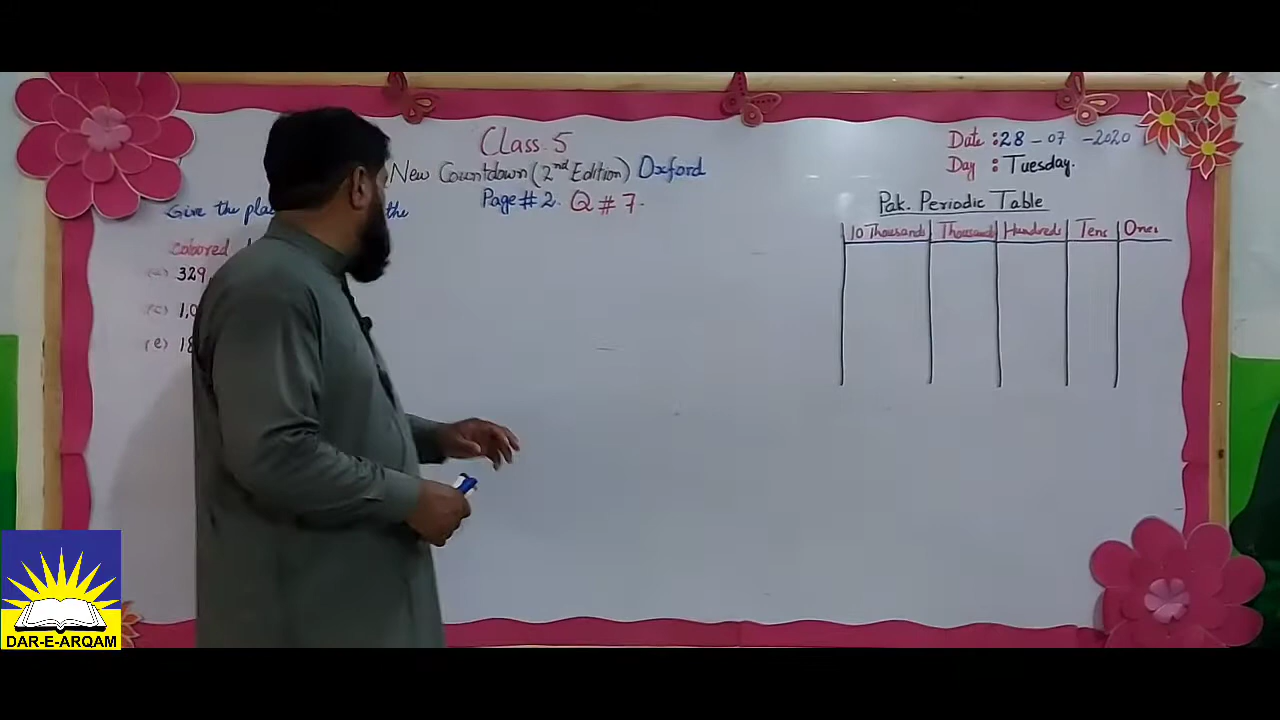 Class 5
New Countdown (2nd Edition) Oxford
Page # 2. Q # 7.
Give the the
colored
(a) 329,
(c) 1,0
(e) 18
Date : 28 - 07 - 2020
Day : Tuesday.
Pak. Periodic Table
10 Thousands Thousands Hundreds Tens Ones
DAR-E-ARQAM